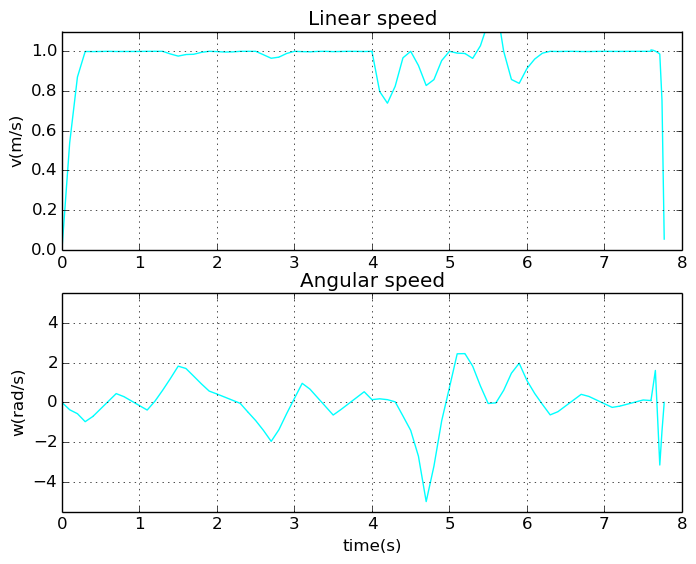 Linear speed
1.0
0.8
0.6
0.4
0.2
0.0
v(m/s)
0 1 2 3 4 5 6 7 8
Angular speed
4
2
0
−2
−4
w(rad/s)
0 1 2 3 4 5 6 7 8
time(s)